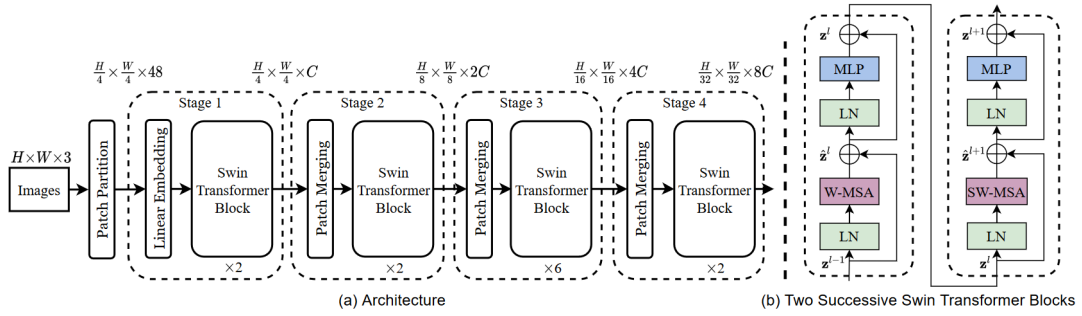 H/4 × W/4 × 48
H/4 × W/4 × C
H/8 × W/8 × 2C
H/16 × W/16 × 4C
H/32 × W/32 × 8C
Stage 1
Stage 2
Stage 3
Stage 4
H×W×3
Images
Patch Partition
Linear Embedding
Swin
Transformer
Block
×2
Patch Merging
Swin
Transformer
Block
×2
Patch Merging
Swin
Transformer
Block
×6
Patch Merging
Swin
Transformer
Block
×2
(a) Architecture
z^l
MLP
LN
ẑ^l
W-MSA
LN
z^{l-1}
z^{l+1}
MLP
LN
ẑ^{l+1}
SW-MSA
LN
z^l
(b) Two Successive Swin Transformer Blocks